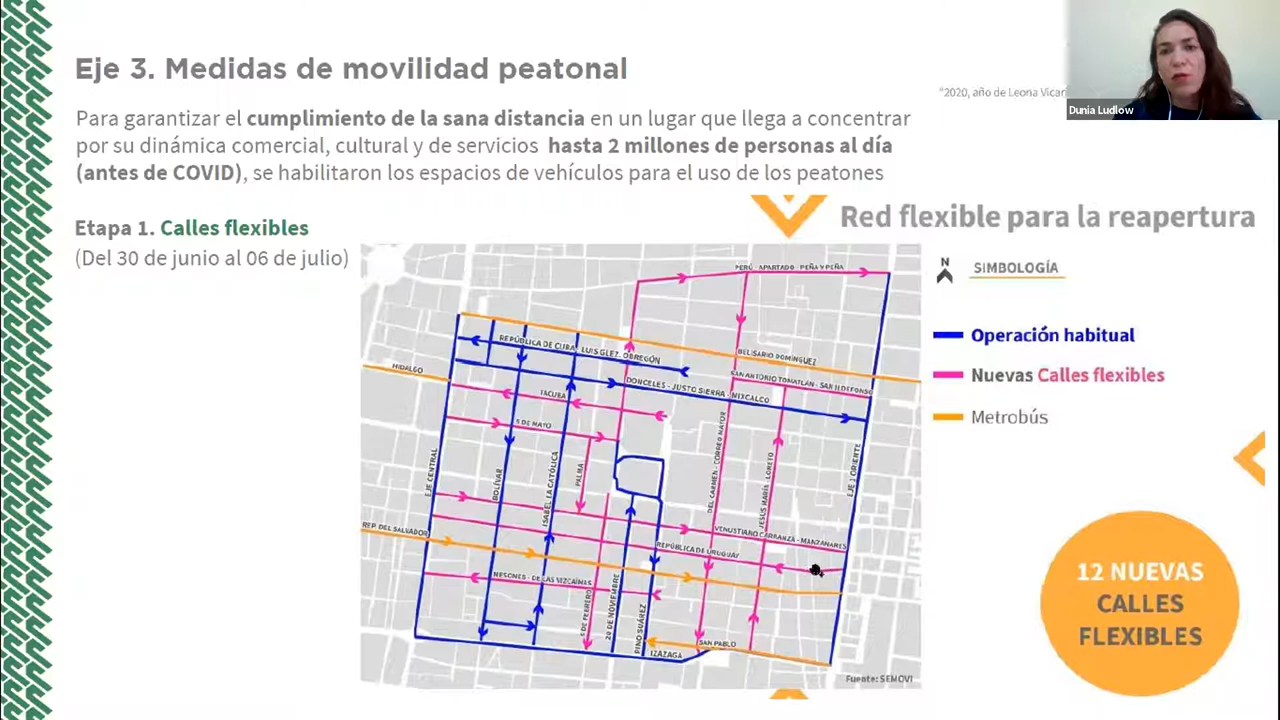 Eje 3. Medidas de movilidad peatonal
"2020, año de Leona Vicar
Dunia Ludlow
Para garantizar el cumplimiento de la sana distancia en un lugar que llega a concentrar
por su dinámica comercial, cultural y de servicios hasta 2 millones de personas al día
(antes de COVID), se habilitaron los espacios de vehículos para el uso de los peatones
Etapa 1. Calles flexibles
(Del 30 de junio al 06 de julio)
Red flexible para la reapertura
N
SIMBOLOGÍA
Operación habitual
Nuevas Calles flexibles
Metrobús
PERÚ - APARTADO - PEÑA Y PEÑA
REPÚBLICA DE CUBA - LUIS GLEZ. OBREGÓN
BELISARIO DOMÍNGUEZ
HIDALGO
SAN ANTONIO TOMATLÁN - SAN ILDEFONSO
DONCELES - JUSTO SIERRA - MIXCALCO
TACUBA
5 DE MAYO
EJE CENTRAL
BOLÍVAR
ISABEL LA CATÓLICA
PALMA
DEL CARMEN - CORREO MAYOR
JESÚS MARÍA - LORETO
EJE 1 ORIENTE
VENUSTIANO CARRANZA - MANZANARES
REP. DEL SALVADOR
REPÚBLICA DE URUGUAY
MESONES - DE LAS VIZCAÍNAS
5 DE FEBRERO
20 DE NOVIEMBRE
PINO SUÁREZ
SAN PABLO
IZAZAGA
Fuente: SEMOVI
12 NUEVAS
CALLES
FLEXIBLES